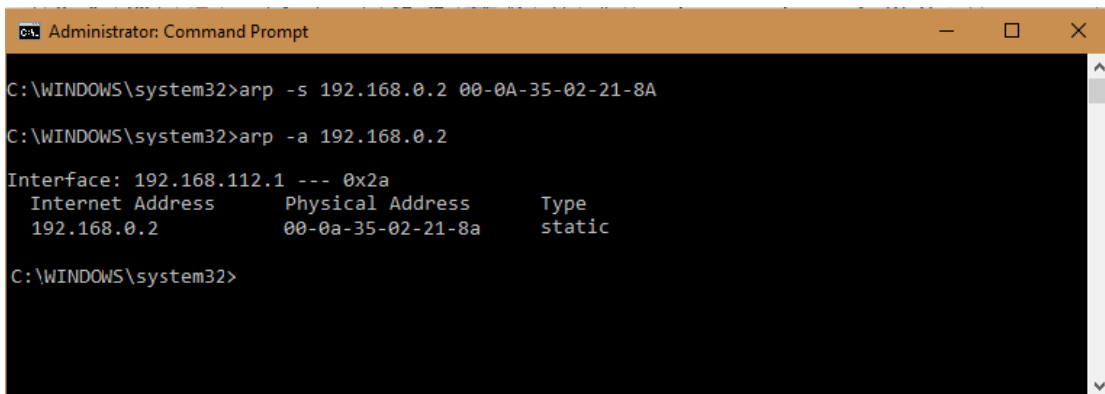 Administrator: Command Prompt
C:\WINDOWS\system32>arp -s 192.168.0.2 00-0A-35-02-21-8A
C:\WINDOWS\system32>arp -a 192.168.0.2
Interface: 192.168.112.1 --- 0x2a
Internet Address Physical Address Type
192.168.0.2 00-0a-35-02-21-8a static
C:\WINDOWS\system32>